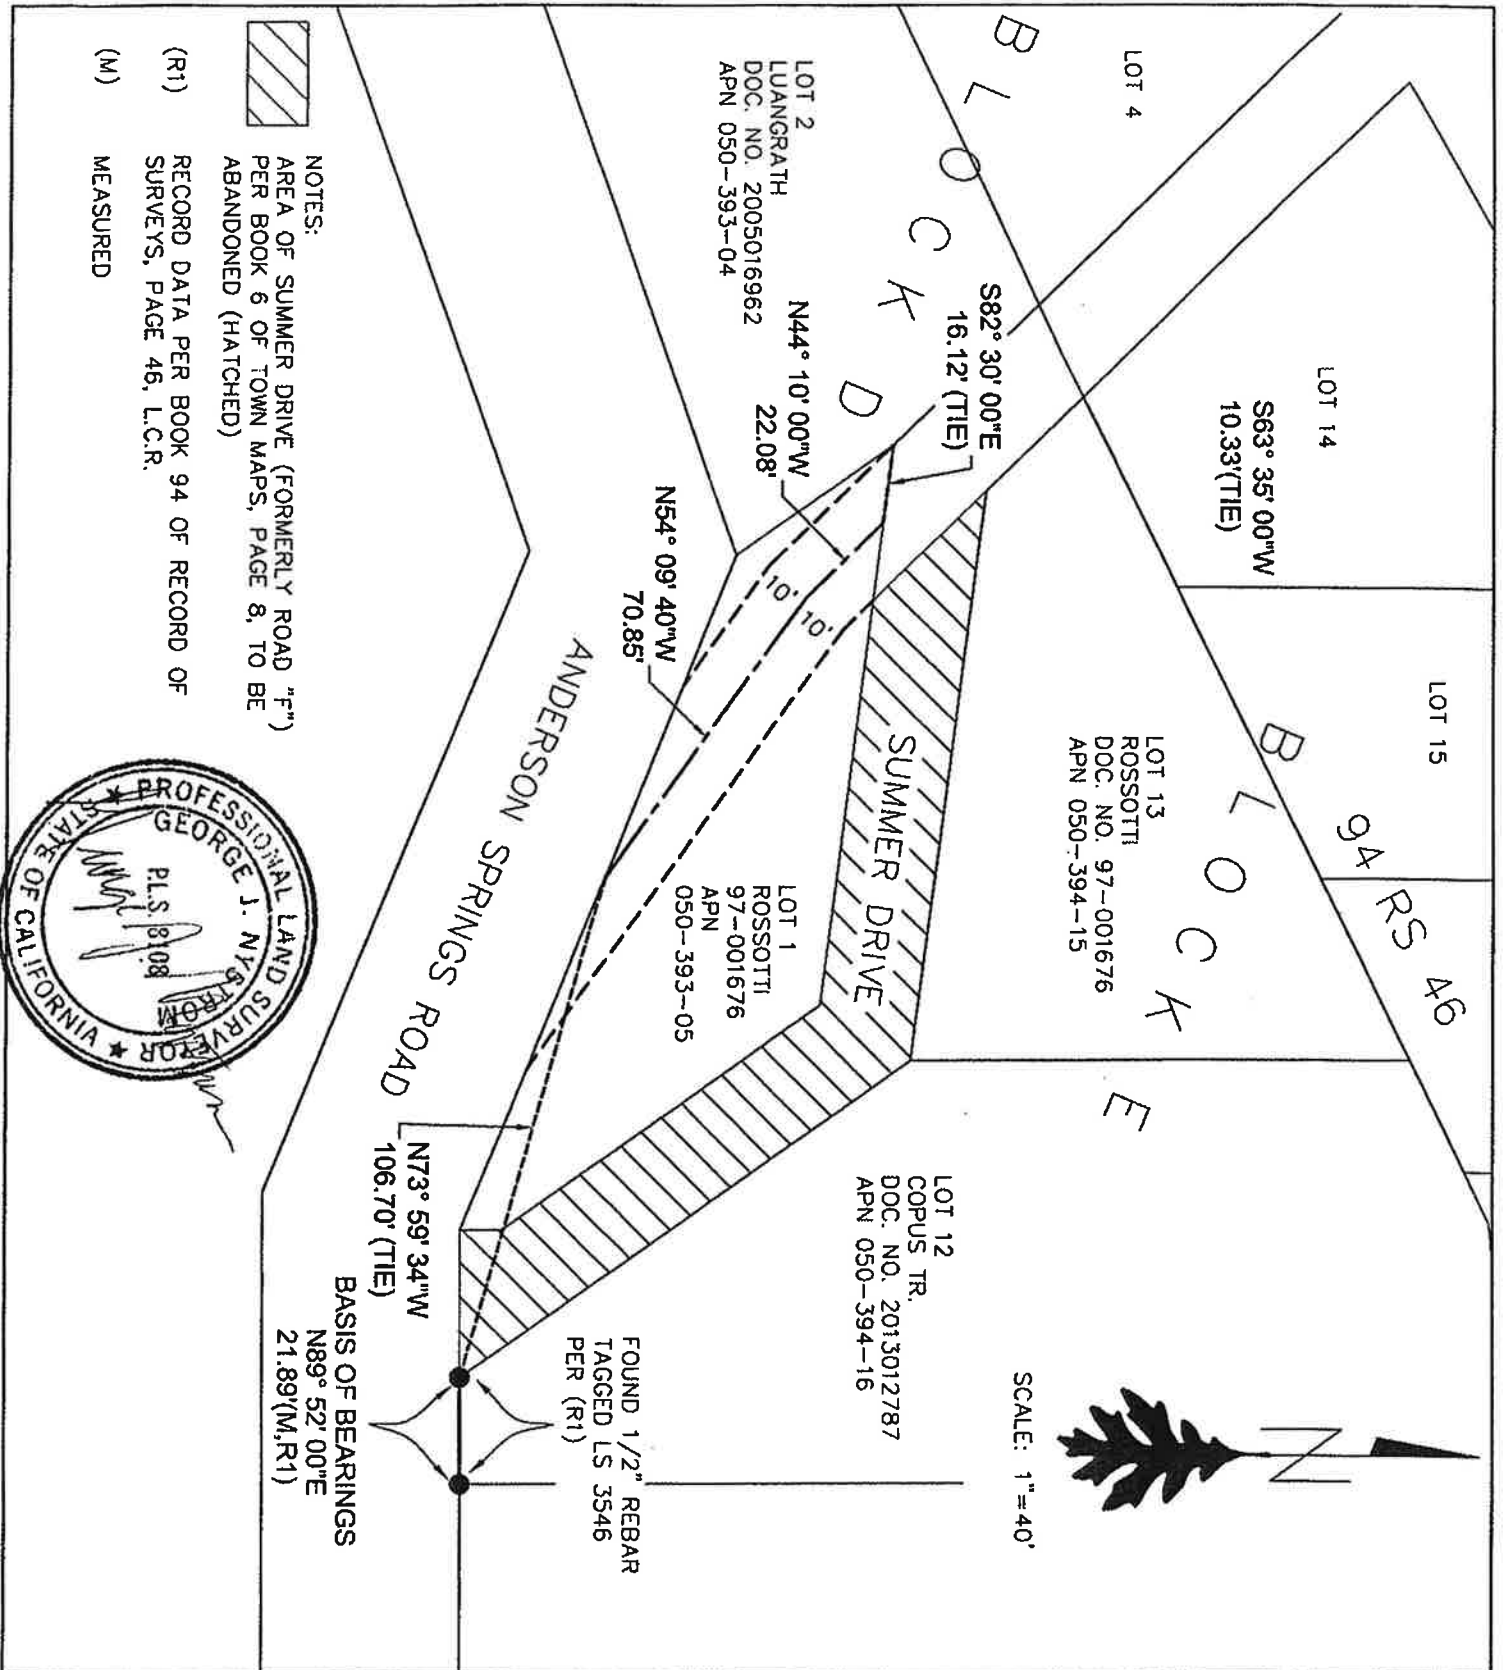 LOT 4
LOT 14
LOT 15
S63° 35' 00"W
10.33'(TIE)
94 RS 46
BLOCK D
BLOCK E
LOT 2
LUANGRATH
DOC. NO. 2005016962
APN 050-393-04
LOT 13
ROSSOTTI
DOC. NO. 97-001676
APN 050-394-15
S82° 30' 00"E
16.12' (TIE)
N44° 10' 00"W
22.08'
N54° 09' 40"W
70.85'
10'
10'
SUMMER DRIVE
LOT 1
ROSSOTTI
97-001676
APN
050-393-05
LOT 12
COPUS TR.
DOC. NO. 2013012787
APN 050-394-16
N
SCALE: 1"=40'
ANDERSON SPRINGS ROAD
N73° 59' 34"W
106.70' (TIE)
FOUND 1/2" REBAR
TAGGED LS 3546
PER (R1)
BASIS OF BEARINGS
N89° 52' 00"E
21.89'(M,R1)
NOTES:
AREA OF SUMMER DRIVE (FORMERLY ROAD "F")
PER BOOK 6 OF TOWN MAPS, PAGE 8, TO BE
ABANDONED (HATCHED)
(R1) RECORD DATA PER BOOK 94 OF RECORD OF
SURVEYS, PAGE 46, L.C.R.
(M) MEASURED
PROFESSIONAL LAND SURVEYOR
GEORGE J. NYSTROM
P.L.S. 8108
STATE OF CALIFORNIA